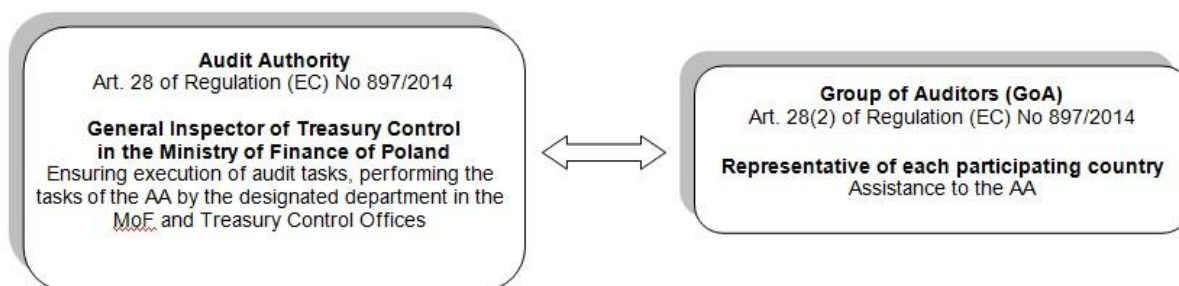 Audit Authority
Art. 28 of Regulation (EC) No 897/2014
General Inspector of Treasury Control
in the Ministry of Finance of Poland
Ensuring execution of audit tasks, performing the
tasks of the AA by the designated department in the
MoF and Treasury Control Offices
Group of Auditors (GoA)
Art. 28(2) of Regulation (EC) No 897/2014
Representative of each participating country
Assistance to the AA